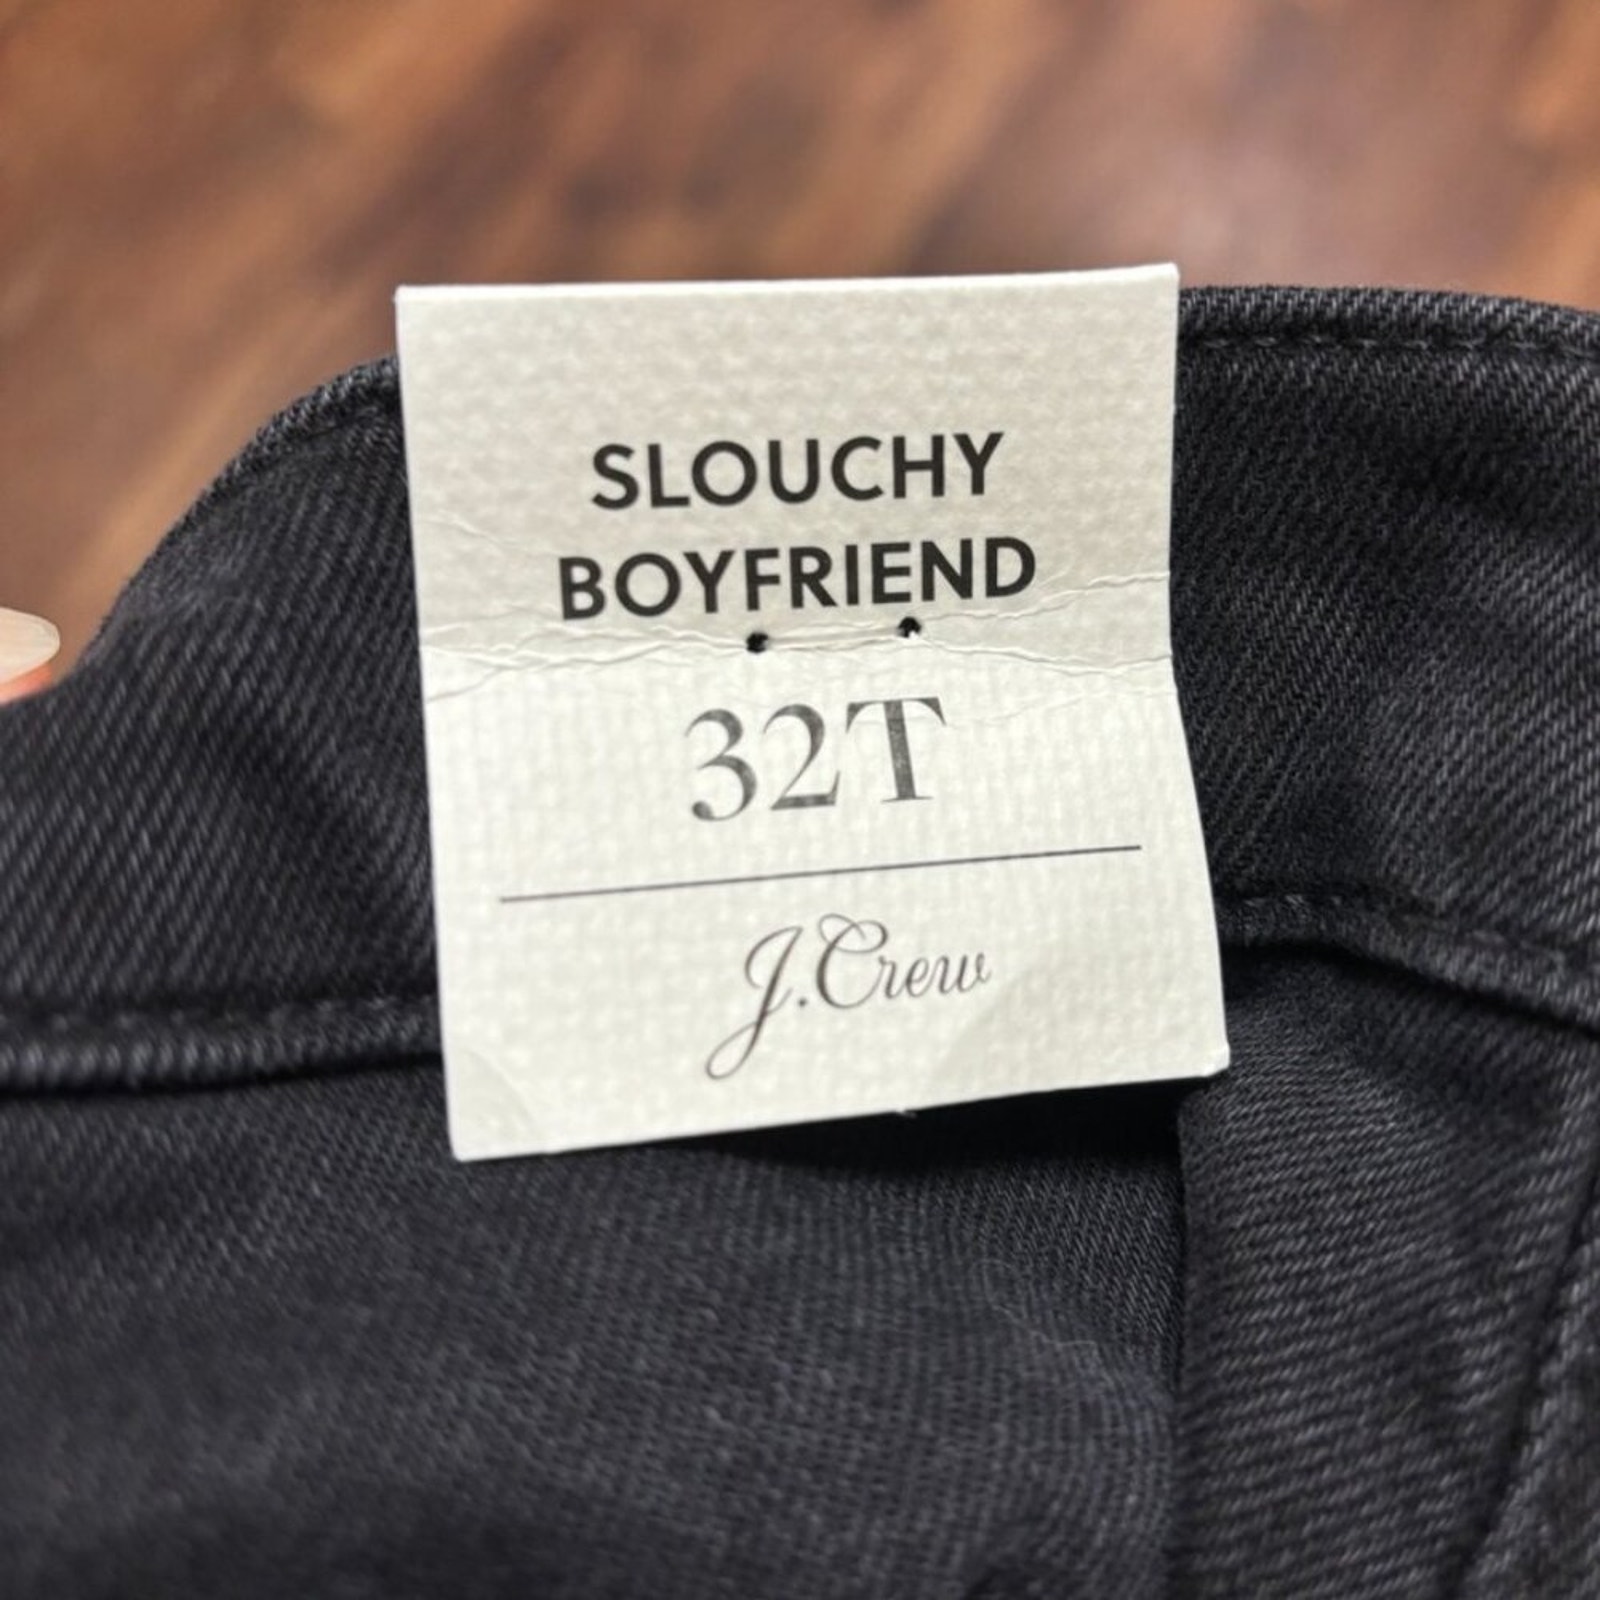 SLOUCHY
BOYFRIEND
32T
J.Crew